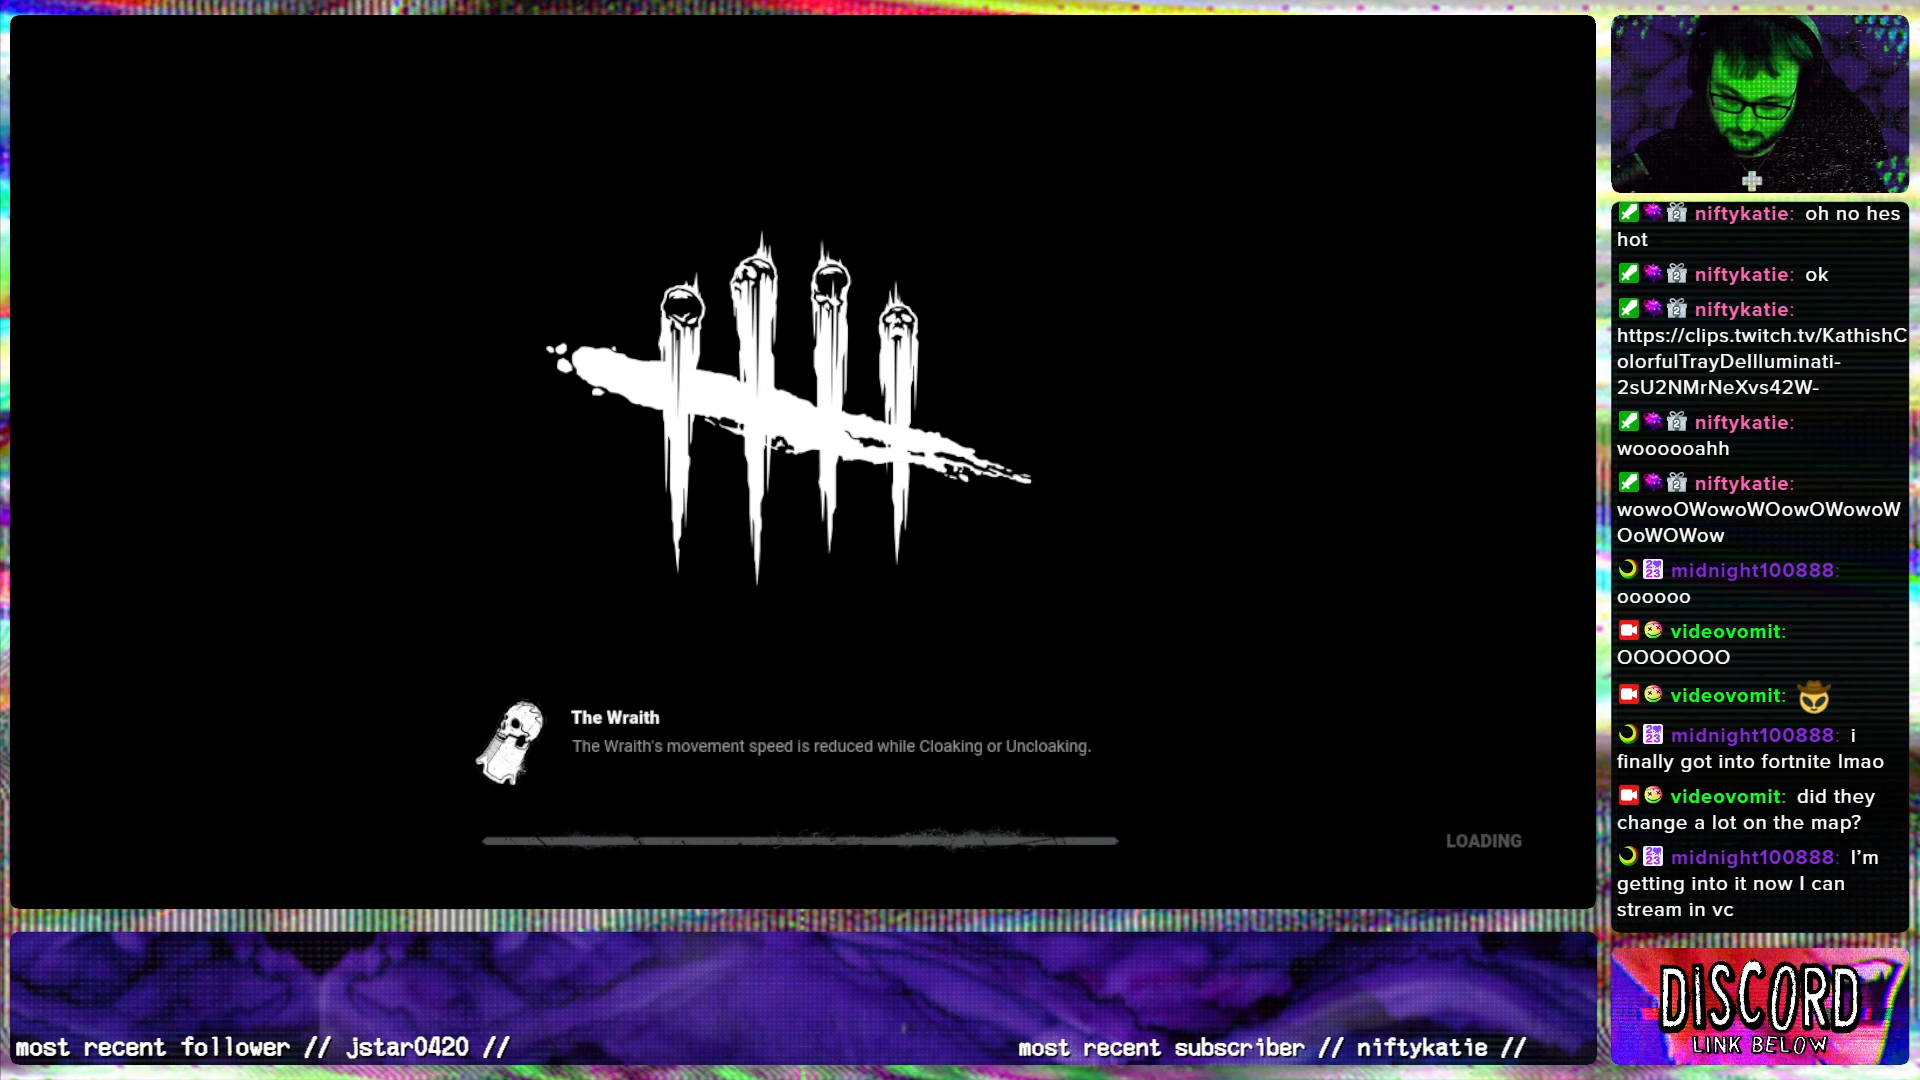 The Wraith
The Wraith's movement speed is reduced while Cloaking or Uncloaking.
LOADING
niftykatie: oh no hes
hot
niftykatie: ok
niftykatie:
https://clips.twitch.tv/KathishC
olorfulTrayDeIlluminati-
2sU2NMrNeXvs42W-
niftykatie:
woooooahh
niftykatie:
wowoOWowoWOowOWowoW
OoWOWow
midnight100888:
oooooo
videovomit:
OOOOOOO
videovomit:
midnight100888: i
finally got into fortnite lmao
videovomit: did they
change a lot on the map?
midnight100888: I'm
getting into it now I can
stream in vc
most recent follower // jstar0420 //
most recent subscriber // niftykatie //
DISCORD
LINK BELOW